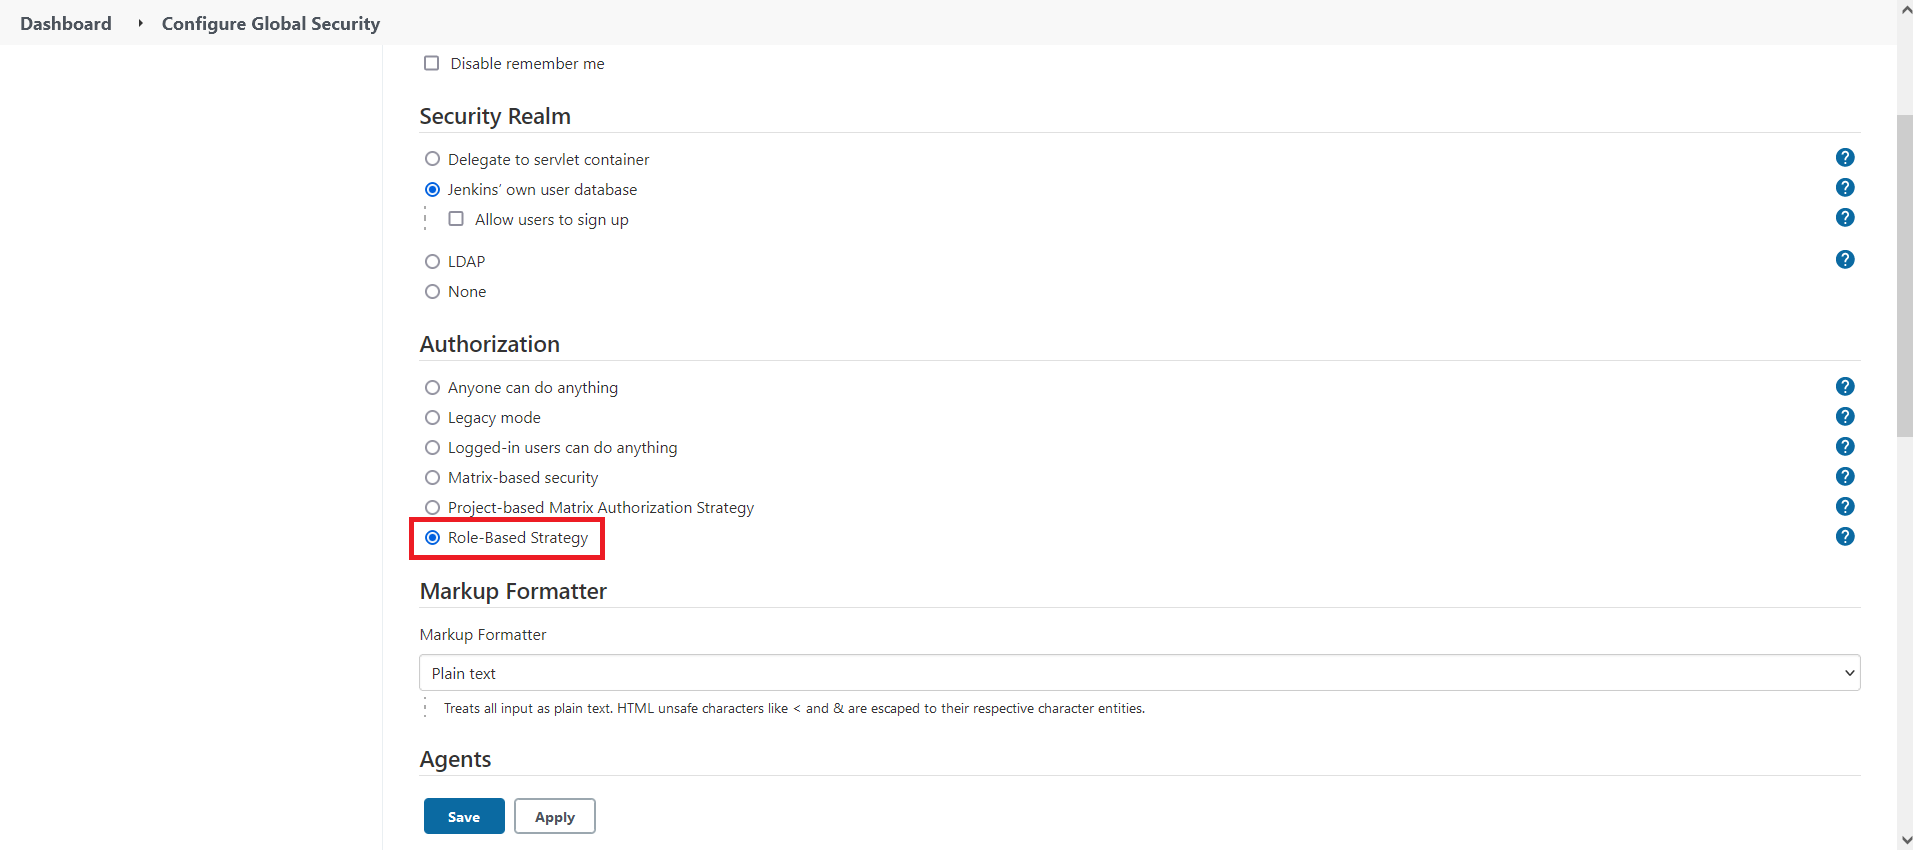 Dashboard Configure Global Security
Disable remember me
Security Realm
Delegate to servlet container
Jenkins’ own user database
Allow users to sign up
LDAP
None
Authorization
Anyone can do anything
Legacy mode
Logged-in users can do anything
Matrix-based security
Project-based Matrix Authorization Strategy
Role-Based Strategy
Markup Formatter
Markup Formatter
Plain text
Treats all input as plain text. HTML unsafe characters like < and & are escaped to their respective character entities.
Agents
Save Apply